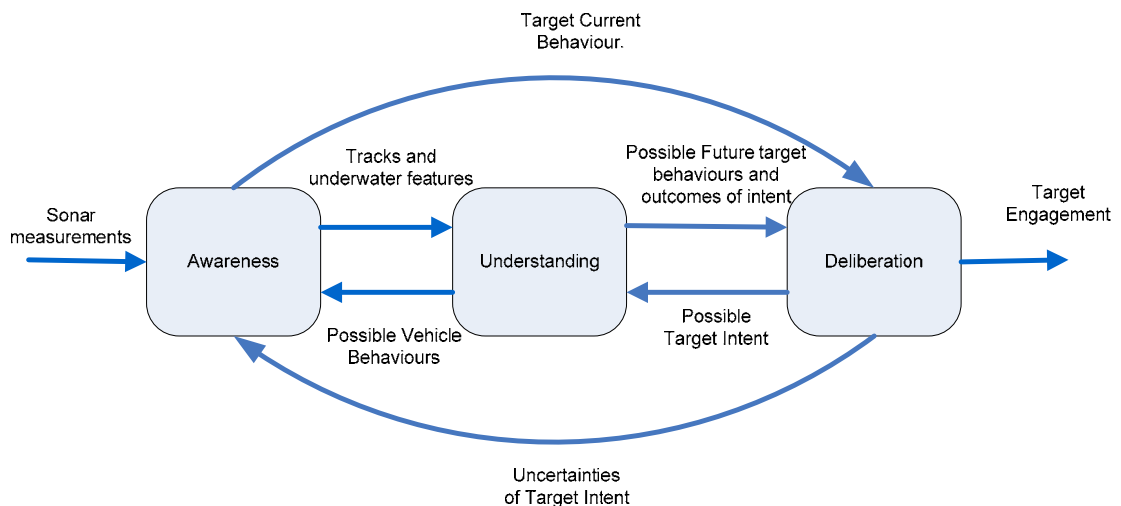 Target Current
Behaviour.
Tracks and
underwater features
Possible Future target
behaviours and
outcomes of intent
Target
Engagement
Sonar
measurements
Awareness
Understanding
Deliberation
Possible Vehicle
Behaviours
Possible
Target Intent
Uncertainties
of Target Intent